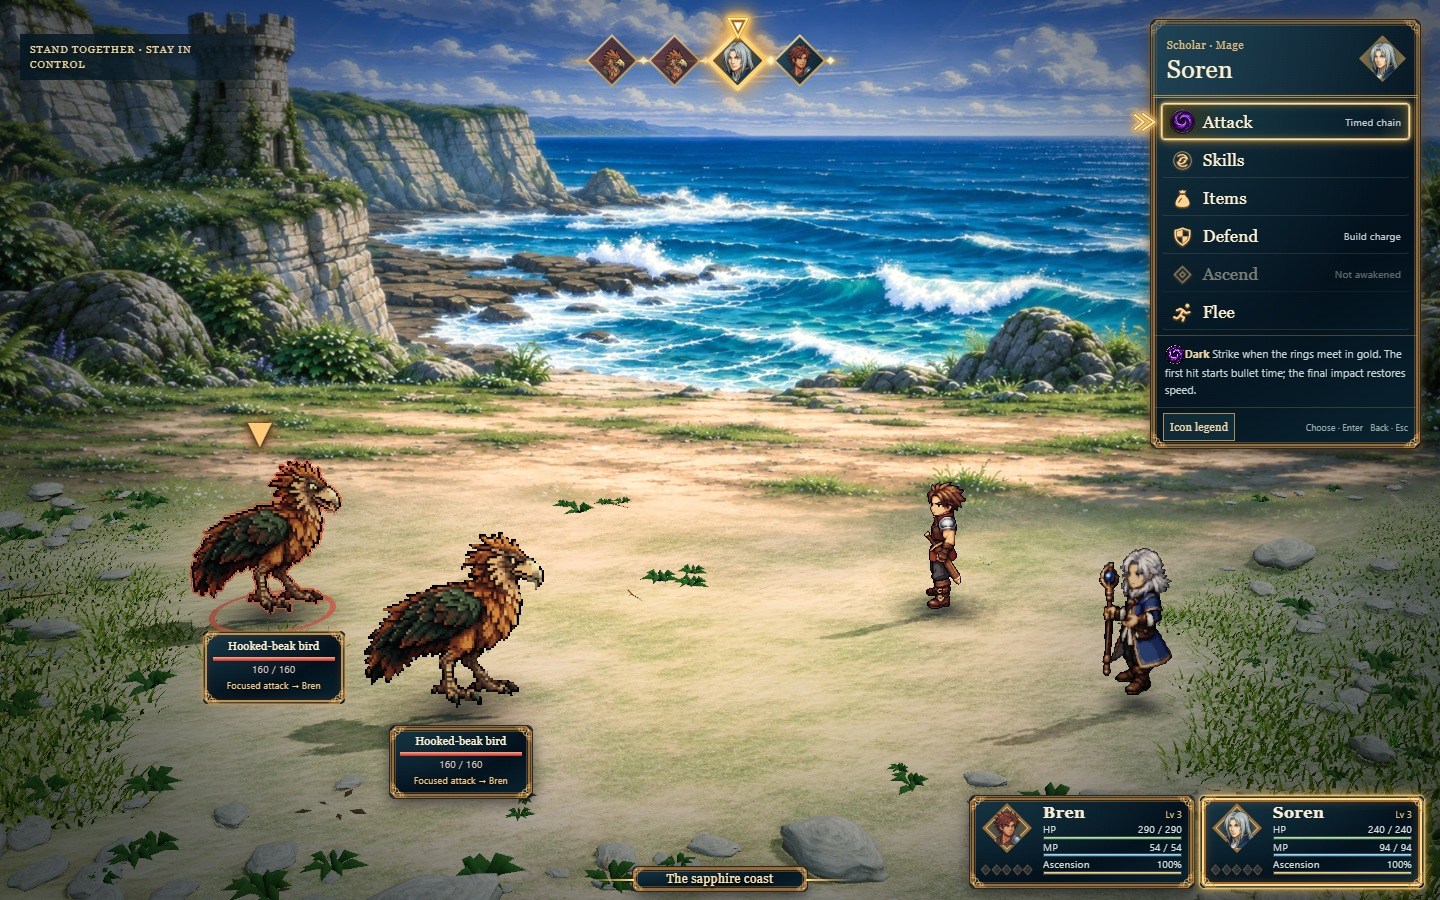 STAND TOGETHER · STAY IN
CONTROL
Scholar · Mage
Soren
Attack Timed chain
Skills
Items
Defend Build charge
Ascend Not awakened
Flee
Dark Strike when the rings meet in gold. The
first hit starts bullet time; the final impact restores
speed.
Icon legend Choose · Enter Back · Esc
Hooked-beak bird
160 / 160
Focused attack → Bren
Hooked-beak bird
160 / 160
Focused attack → Bren
Bren Lv 3
HP 290 / 290
MP 54 / 54
Ascension 100%
Soren Lv 3
HP 240 / 240
MP 94 / 94
Ascension 100%
The sapphire coast